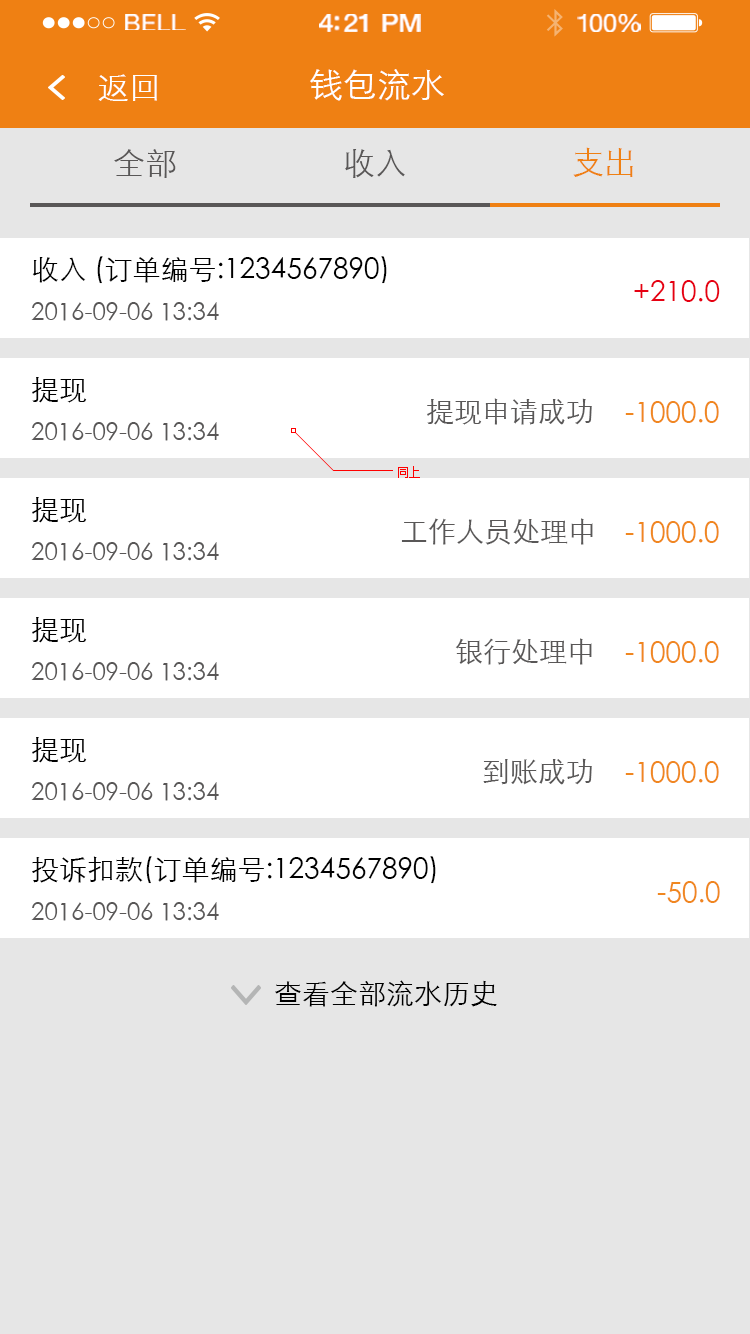 BELL 4:21 PM 100%
返回 钱包流水
全部 收入 支出
收入 (订单编号:1234567890)
+210.0
2016-09-06 13:34
提现
提现申请成功 -1000.0
2016-09-06 13:34
同上
提现
工作人员处理中 -1000.0
2016-09-06 13:34
提现
银行处理中 -1000.0
2016-09-06 13:34
提现
到账成功 -1000.0
2016-09-06 13:34
投诉扣款(订单编号:1234567890)
-50.0
2016-09-06 13:34
查看全部流水历史